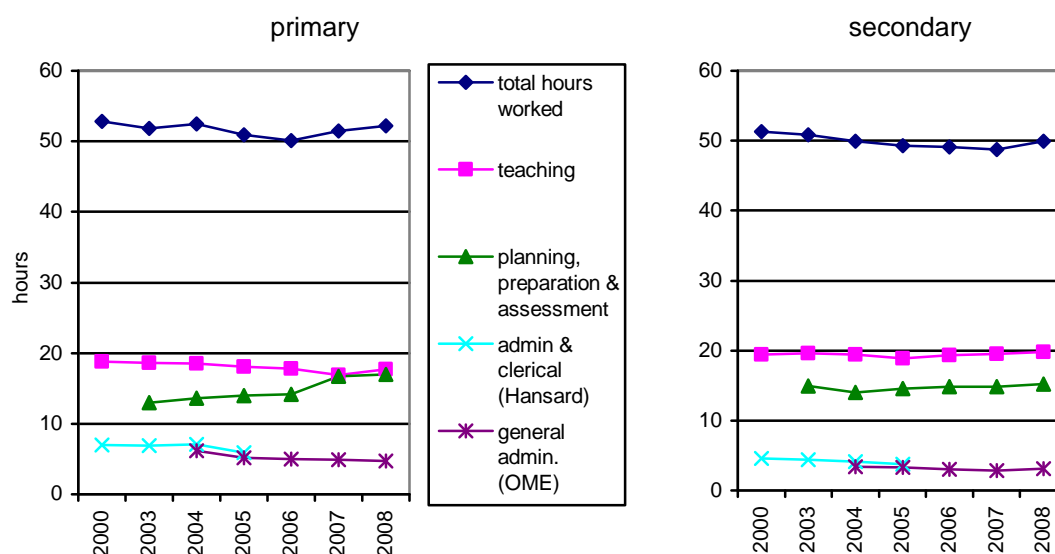 primary
secondary
60
50
40
30
20
10
0
hours
2000
2003
2004
2005
2006
2007
2008
total hours
worked
teaching
planning,
preparation &
assessment
admin &
clerical
(Hansard)
general
admin.
(OME)
60
50
40
30
20
10
0
2000
2003
2004
2005
2006
2007
2008